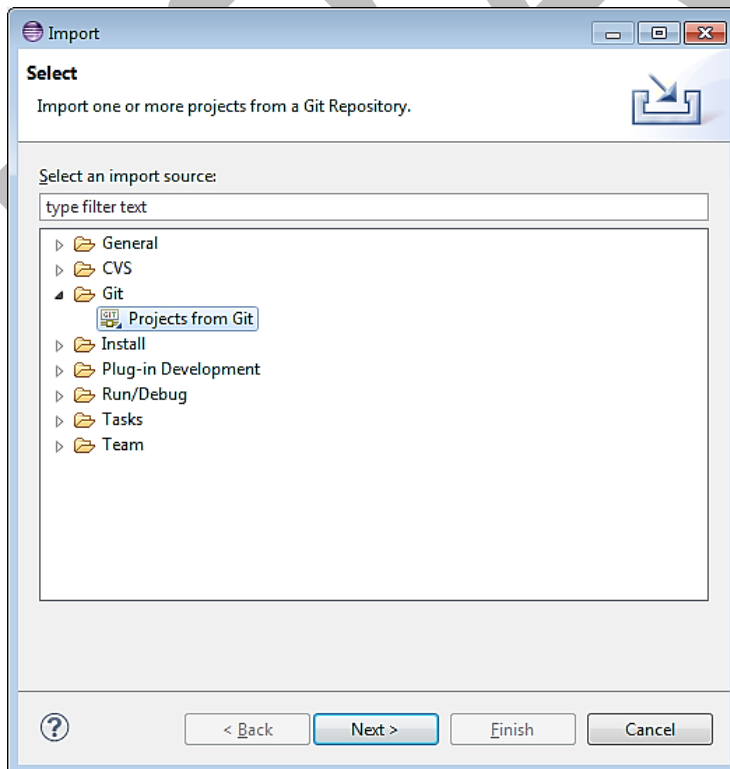 Import
Select
Import one or more projects from a Git Repository.
Select an import source:
type filter text
General
CVS
Git
GIT Projects from Git
Install
Plug-in Development
Run/Debug
Tasks
Team
? < Back Next > Finish Cancel